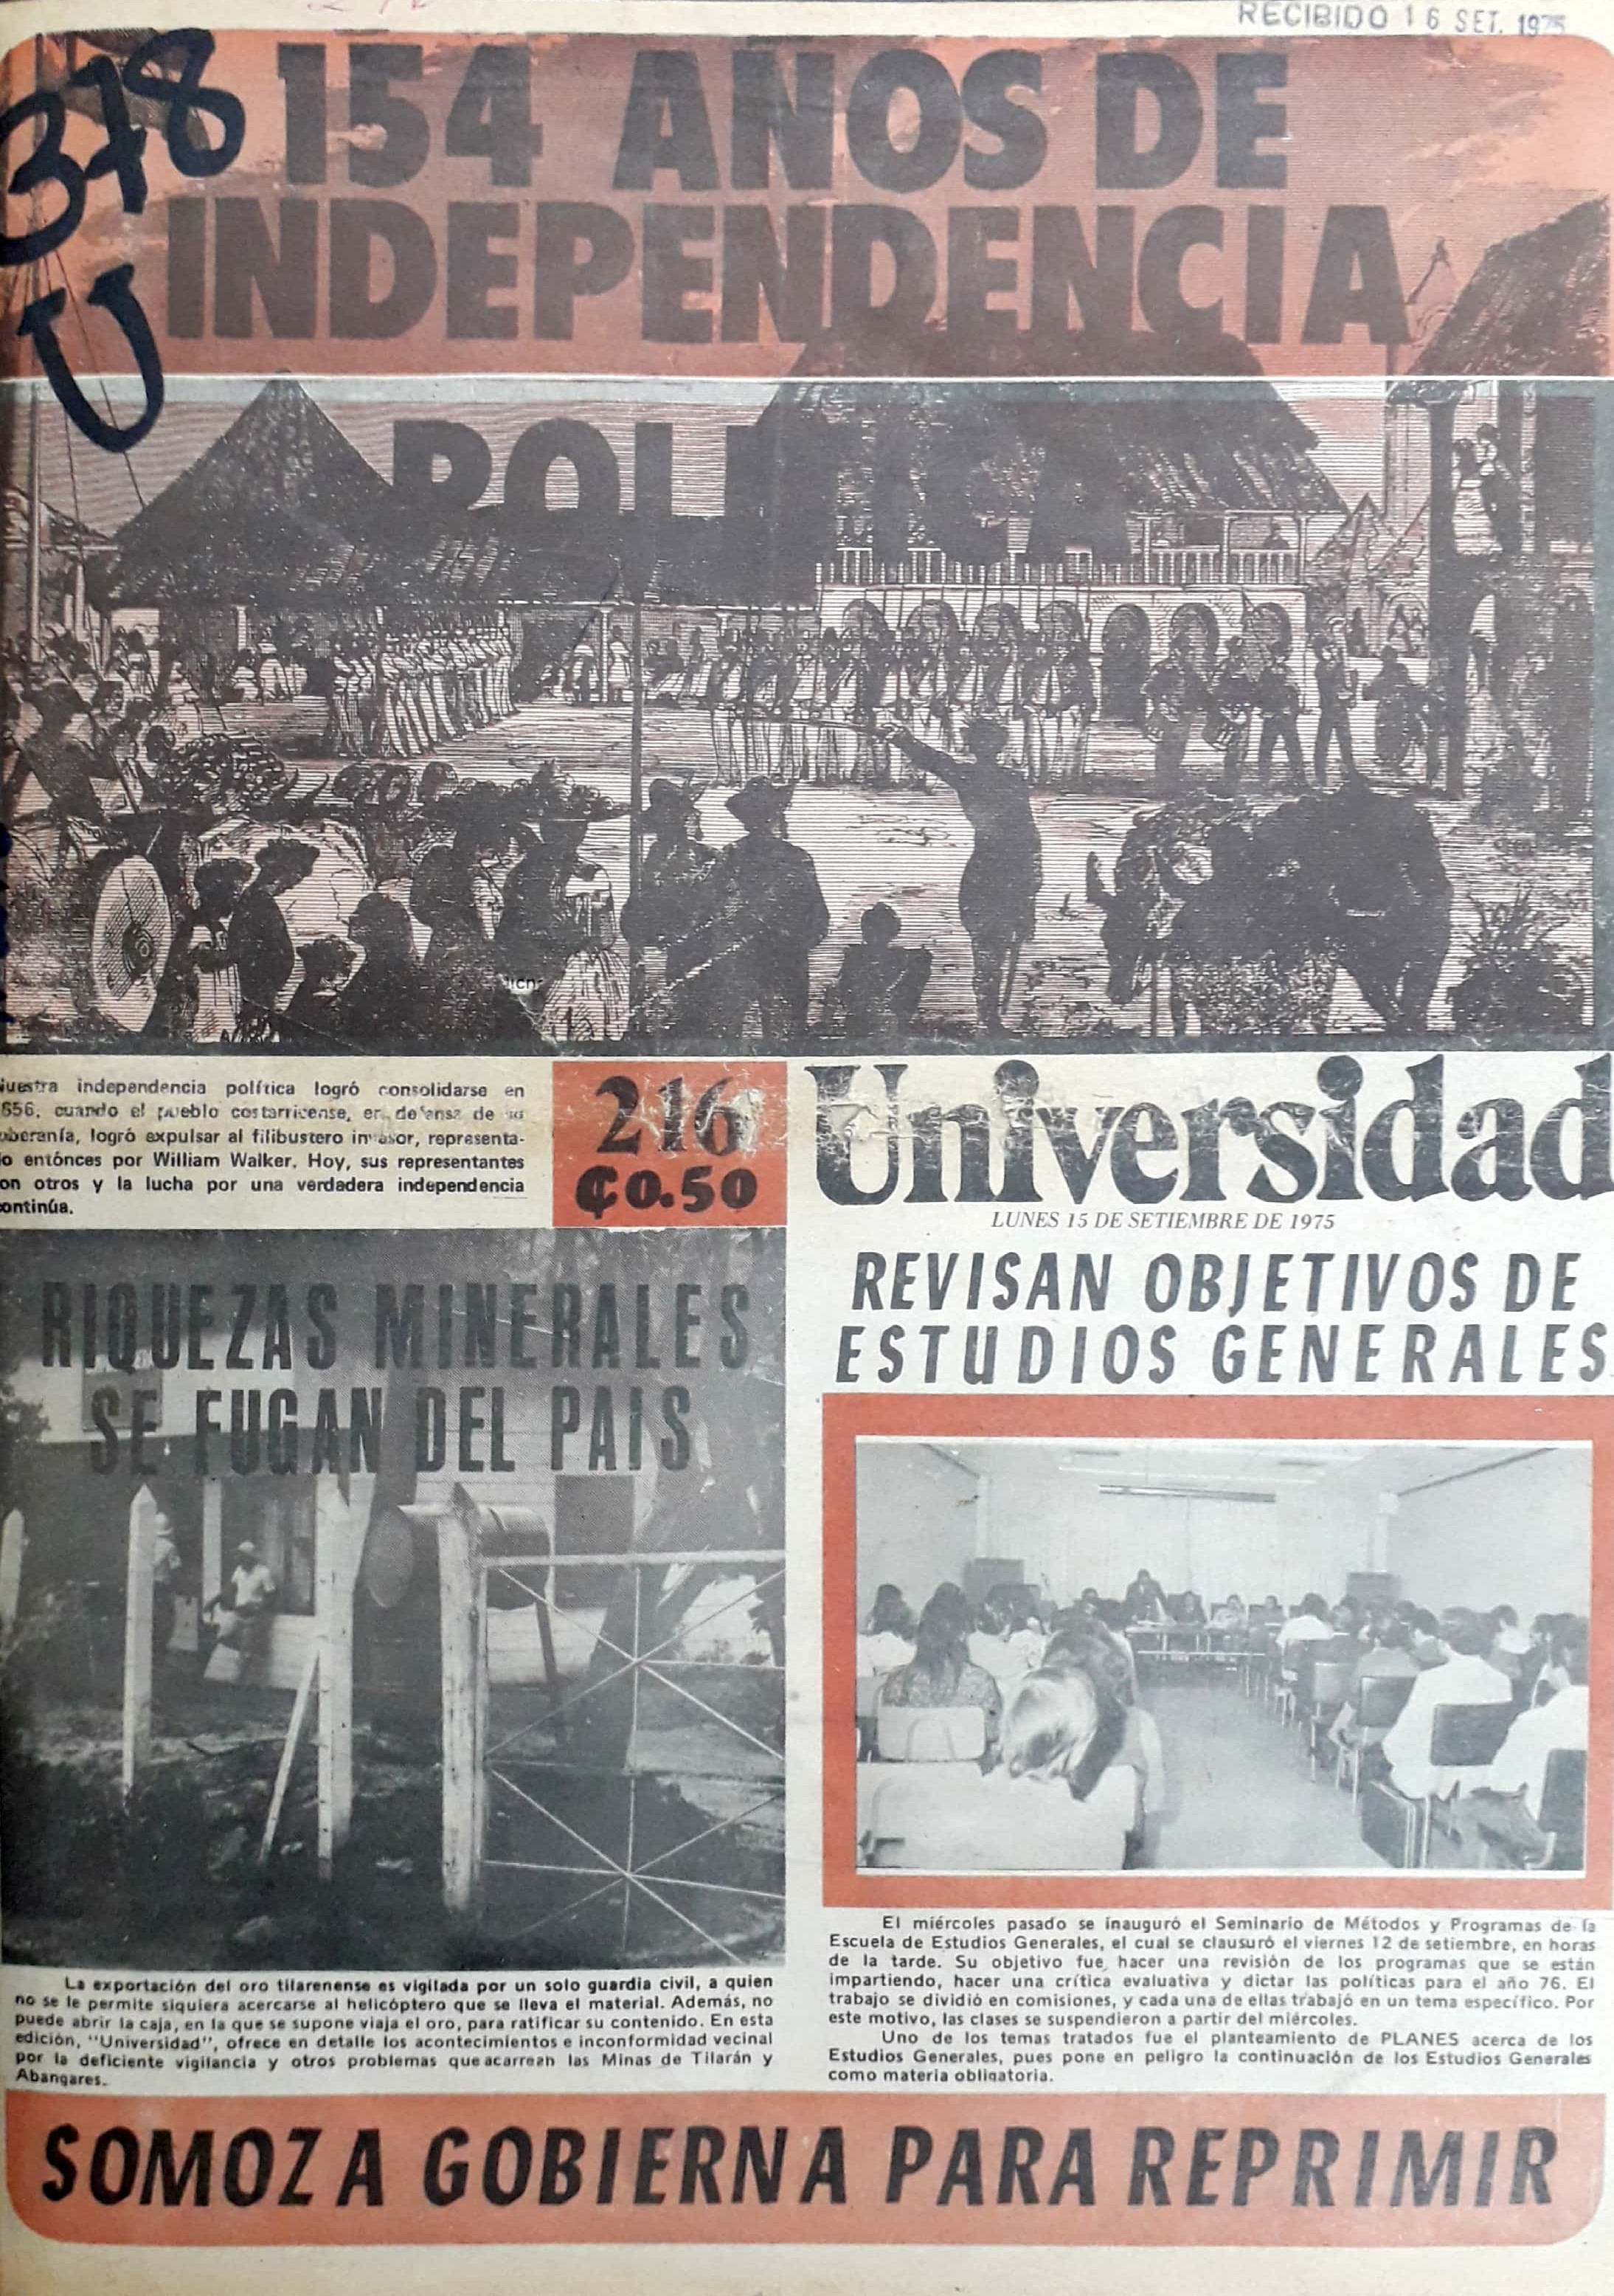 RECIBIDO 16 SET. 1975
378
U
154 AÑOS DE
INDEPENDENCIA
POLITICA
Nuestra independencia política logró consolidarse en
1856, cuando el pueblo costarricense, en defensa de su
soberanía, logró expulsar al filibustero invasor, representa-
do entónces por William Walker. Hoy, sus representantes
son otros y la lucha por una verdadera independencia
continúa.
216
₡0.50
Universidad
LUNES 15 DE SETIEMBRE DE 1975
RIQUEZAS MINERALES
SE FUGAN DEL PAIS
La exportación del oro tilarenense es vigilada por un solo guardia civil, a quien
no se le permite siquiera acercarse al helicóptero que se lleva el material. Además, no
puede abrir la caja, en la que se supone viaja el oro, para ratificar su contenido. En esta
edición, "Universidad", ofrece en detalle los acontecimientos e inconformidad vecinal
por la deficiente vigilancia y otros problemas que acarrean las Minas de Tilarán y
Abangares.
REVISAN OBJETIVOS DE
ESTUDIOS GENERALES
El miércoles pasado se inauguró el Seminario de Métodos y Programas de la
Escuela de Estudios Generales, el cual se clausuró el viernes 12 de setiembre, en horas
de la tarde. Su objetivo fue hacer una revisión de los programas que se están
impartiendo, hacer una crítica evaluativa y dictar las políticas para el año 76. El
trabajo se dividió en comisiones, y cada una de ellas trabajó en un tema específico. Por
este motivo, las clases se suspendieron a partir del miércoles.
Uno de los temas tratados fue el planteamiento de PLANES acerca de los
Estudios Generales, pues pone en peligro la continuación de los Estudios Generales
como materia obligatoria.
SOMOZA GOBIERNA PARA REPRIMIR